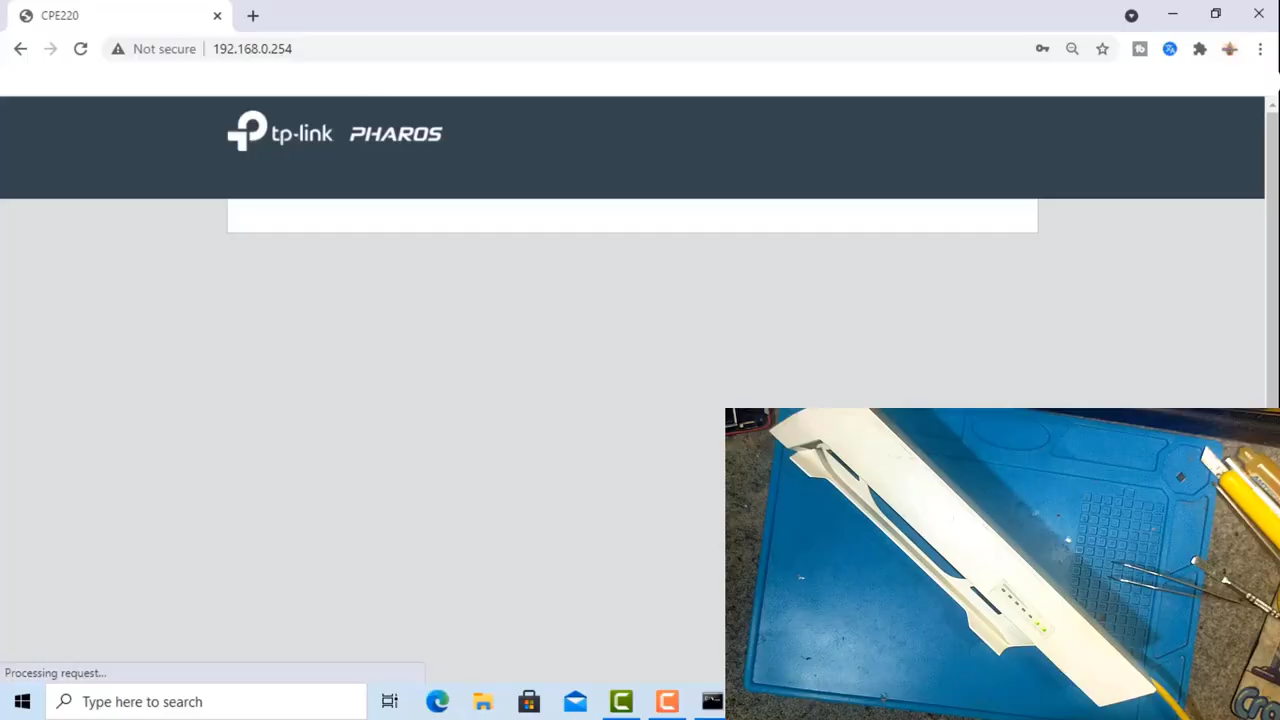 CPE220
Not secure
192.168.0.254
tp-link PHAROS
Processing request...
Type here to search